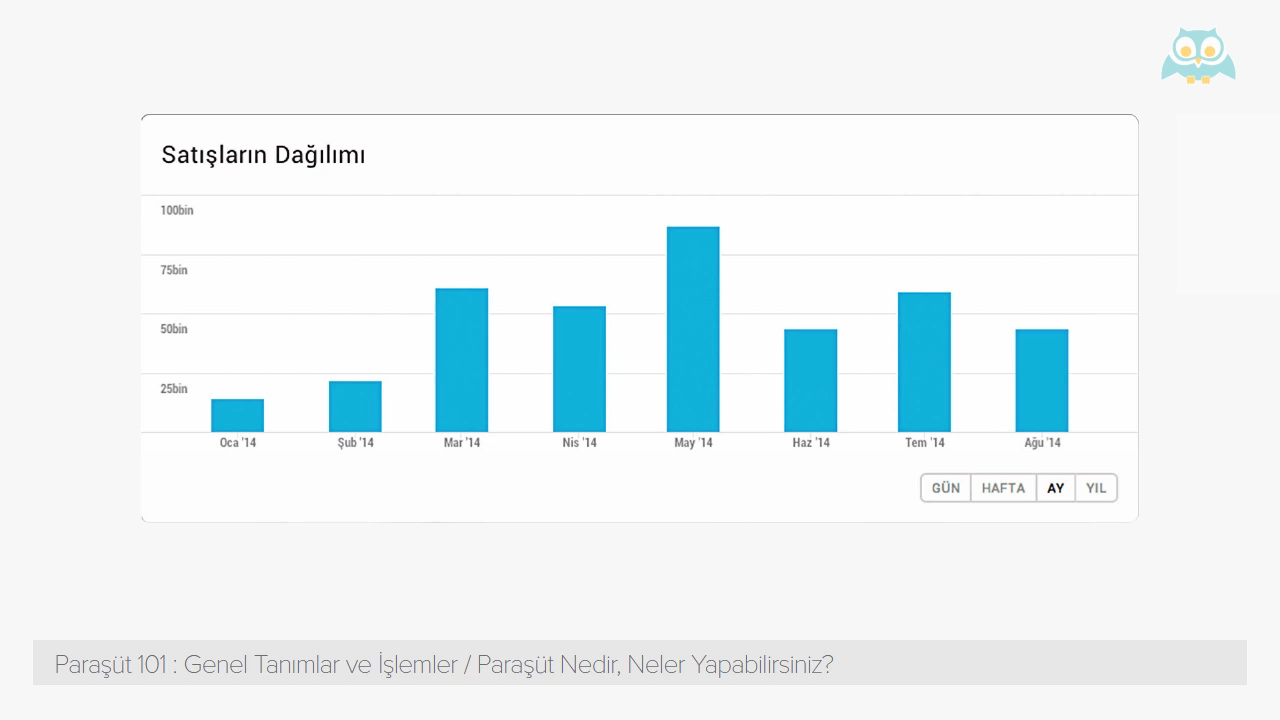 Satışların Dağılımı
100bin
75bin
50bin
25bin
Oca '14 Şub '14 Mar '14 Nis '14 May '14 Haz '14 Tem '14 Ağu '14
GÜN HAFTA AY YIL
Paraşüt 101 : Genel Tanımlar ve İşlemler / Paraşüt Nedir, Neler Yapabilirsiniz?